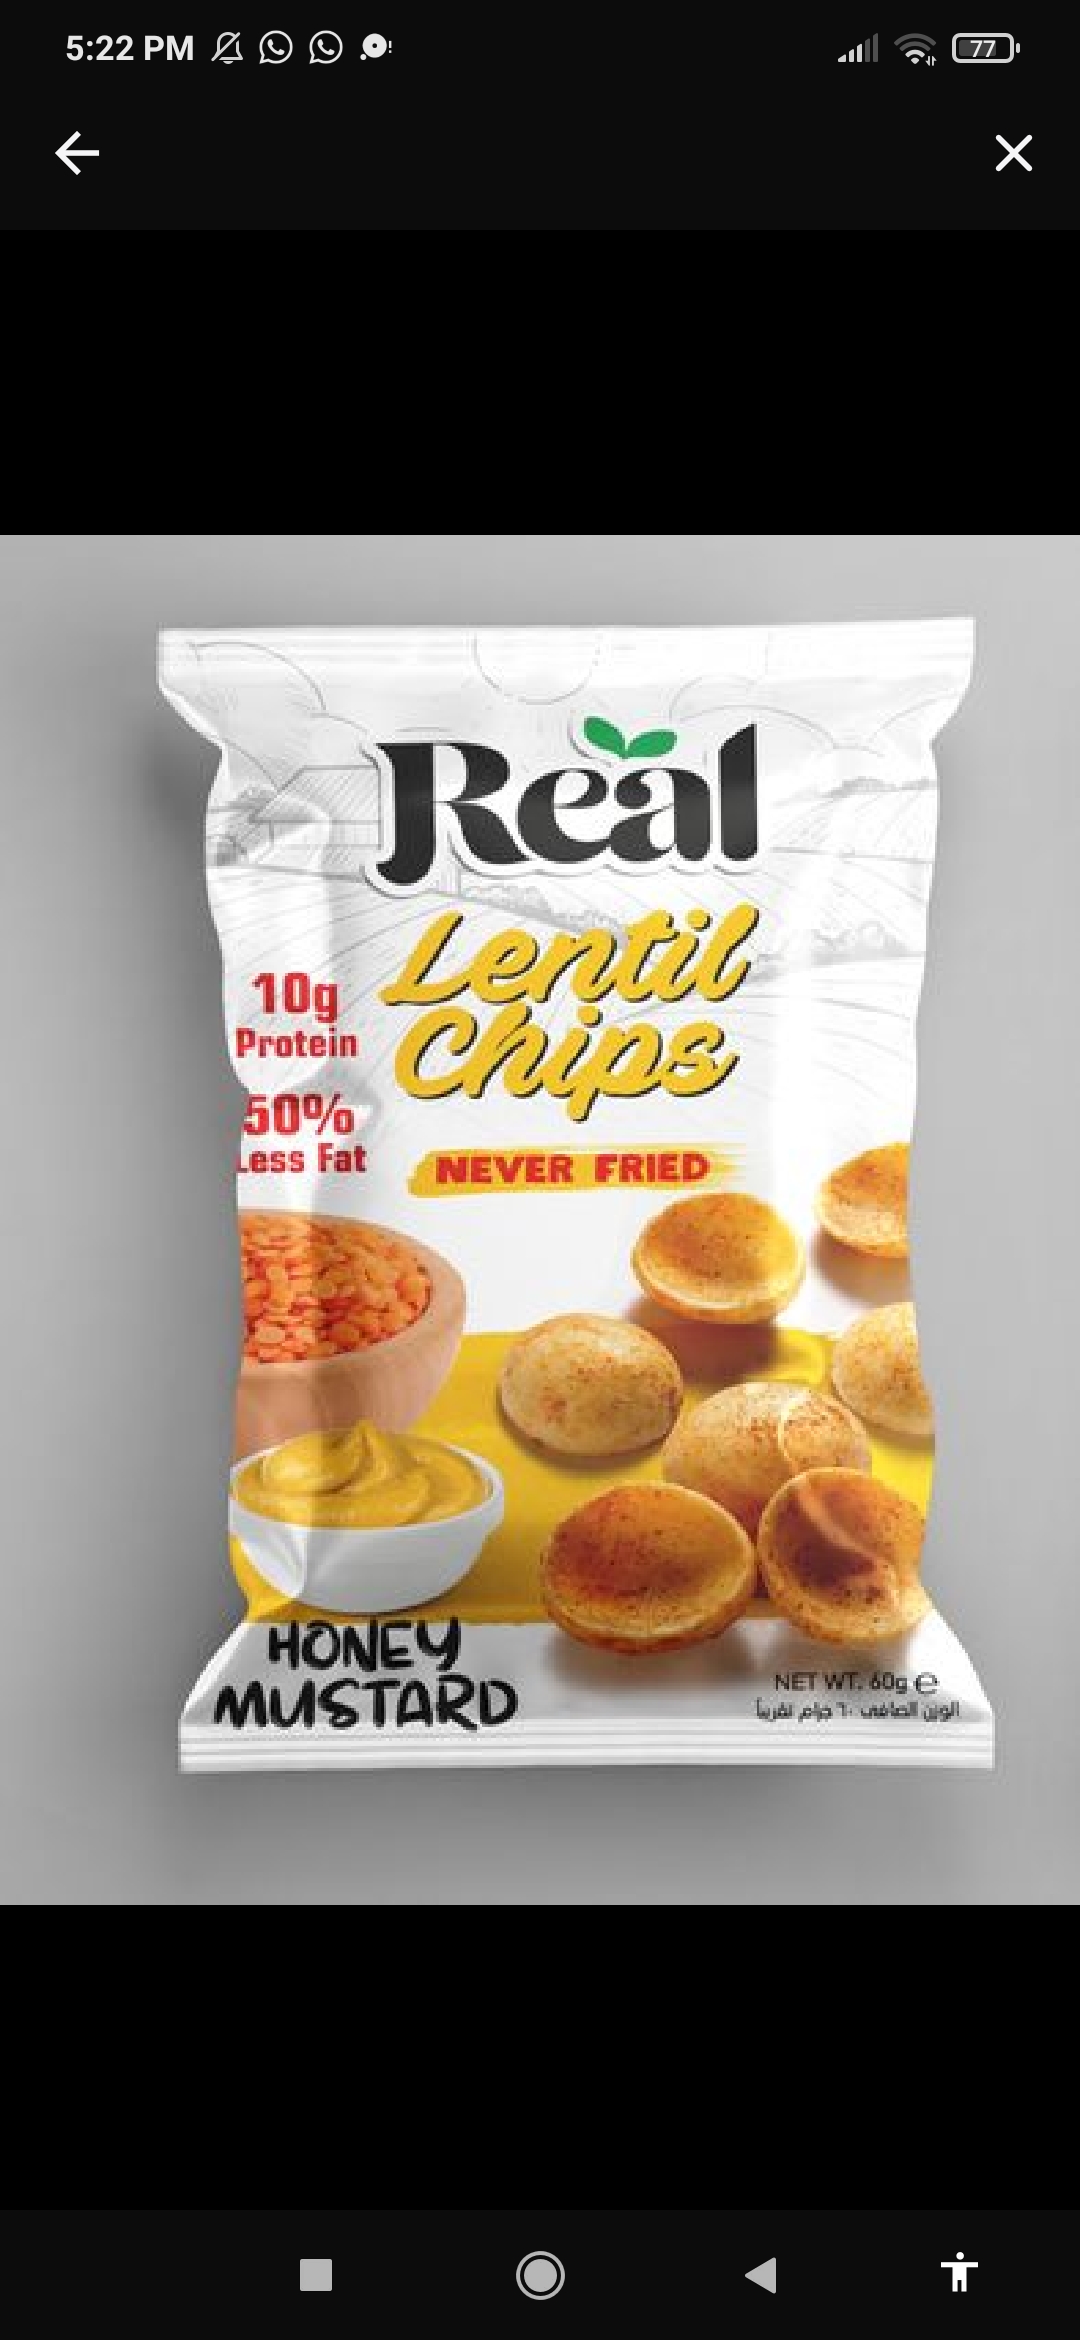 5:22 PM
77
Real
Lentil
Chips
10g
Protein
50%
Less Fat
NEVER FRIED
HONEY
MUSTARD
NET WT. 60g e
الوزن الصافي ٦٠ جرام تقريباً